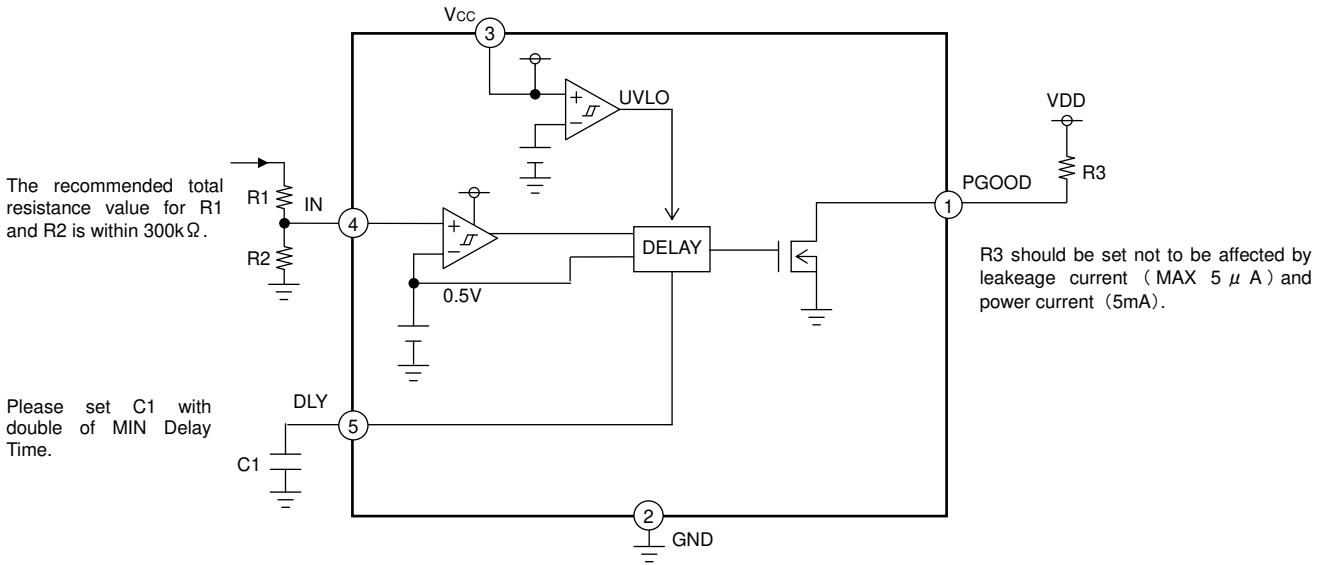 Vcc
3
UVLO
VDD
R3
PGOOD
1
The recommended total
resistance value for R1
and R2 is within 300kΩ.
R1
IN
4
R2
+
−
+
−
0.5V
DELAY
R3 should be set not to be affected by
leakeage current （MAX 5 μ A）and
power current （5mA）.
Please set C1 with
double of MIN Delay
Time.
DLY
5
C1
2
GND